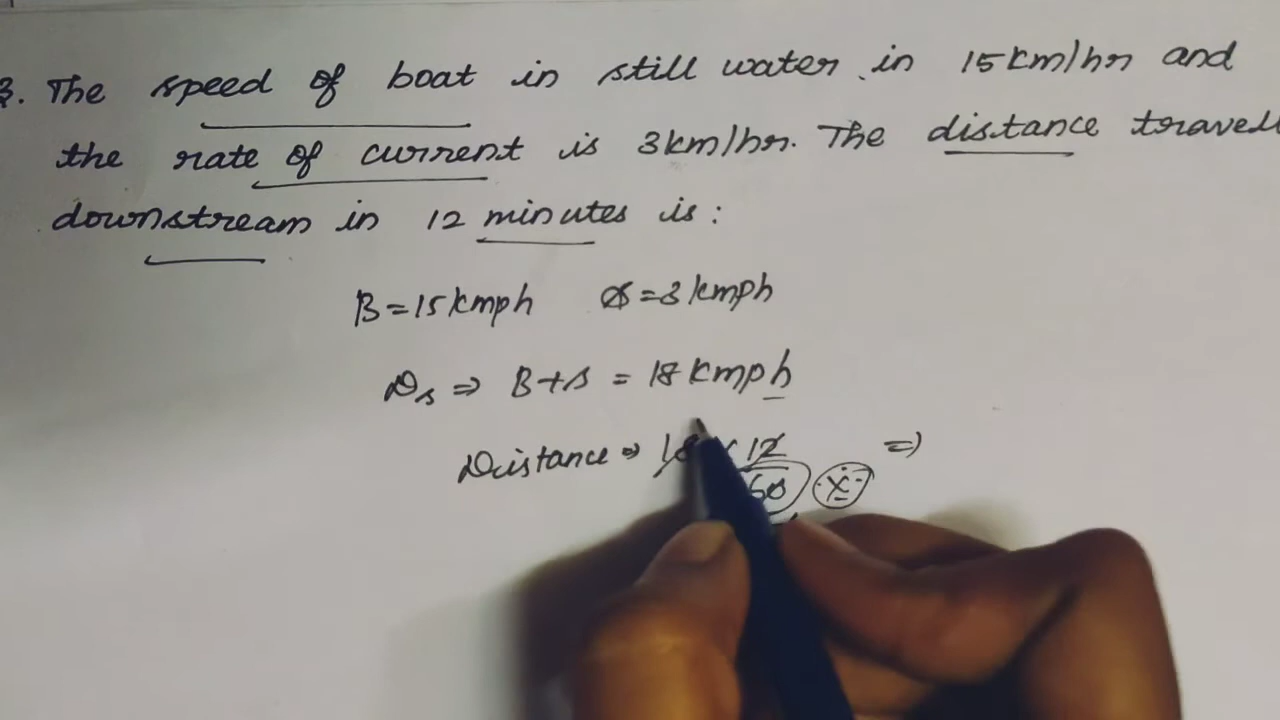 3. The speed of boat in still water in 15km/hr and
the rate of current is 3km/hr. The distance travell
downstream in 12 minutes is:
B=15kmph S=3kmph
Ds ⇒ B+S = 18kmph
Distance ⇒ 18 × 12 ⇒
60